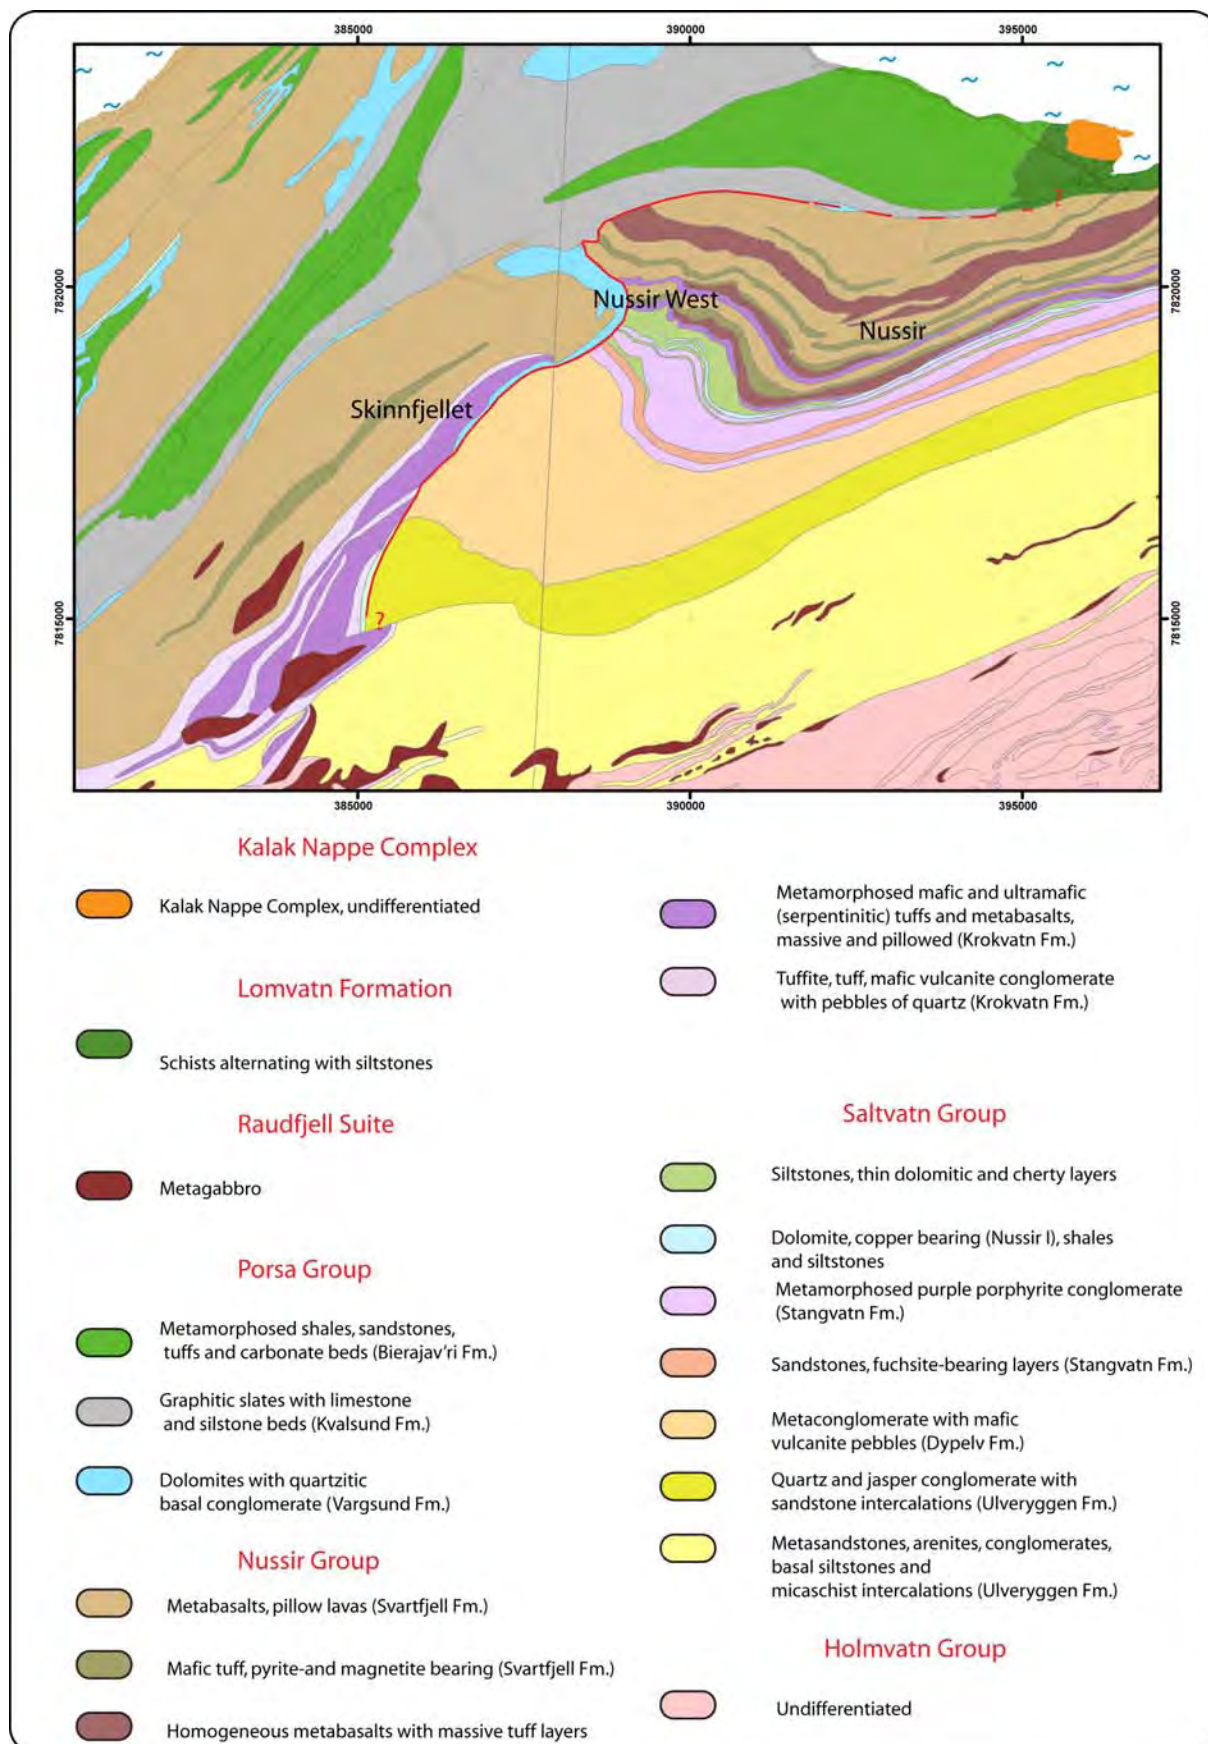 385000
390000
395000
7820000
7820000
Nussir West
Nussir
Skinnfjellet
?
?
7815000
7815000
385000
390000
395000
Kalak Nappe Complex
Kalak Nappe Complex, undifferentiated
Lomvatn Formation
Schists alternating with siltstones
Raudfjell Suite
Metagabbro
Porsa Group
Metamorphosed shales, sandstones,
tuffs and carbonate beds (Bierajav'ri Fm.)
Graphitic slates with limestone
and silstone beds (Kvalsund Fm.)
Dolomites with quartzitic
basal conglomerate (Vargsund Fm.)
Nussir Group
Metabasalts, pillow lavas (Svartfjell Fm.)
Mafic tuff, pyrite-and magnetite bearing (Svartfjell Fm.)
Homogeneous metabasalts with massive tuff layers
Metamorphosed mafic and ultramafic
(serpentinitic) tuffs and metabasalts,
massive and pillowed (Krokvatn Fm.)
Tuffite, tuff, mafic vulcanite conglomerate
with pebbles of quartz (Krokvatn Fm.)
Saltvatn Group
Siltstones, thin dolomitic and cherty layers
Dolomite, copper bearing (Nussir I), shales
and siltstones
Metamorphosed purple porphyrite conglomerate
(Stangvatn Fm.)
Sandstones, fuchsite-bearing layers (Stangvatn Fm.)
Metaconglomerate with mafic
vulcanite pebbles (Dypelv Fm.)
Quartz and jasper conglomerate with
sandstone intercalations (Ulveryggen Fm.)
Metasandstones, arenites, conglomerates,
basal siltstones and
micaschist intercalations (Ulveryggen Fm.)
Holmvatn Group
Undifferentiated